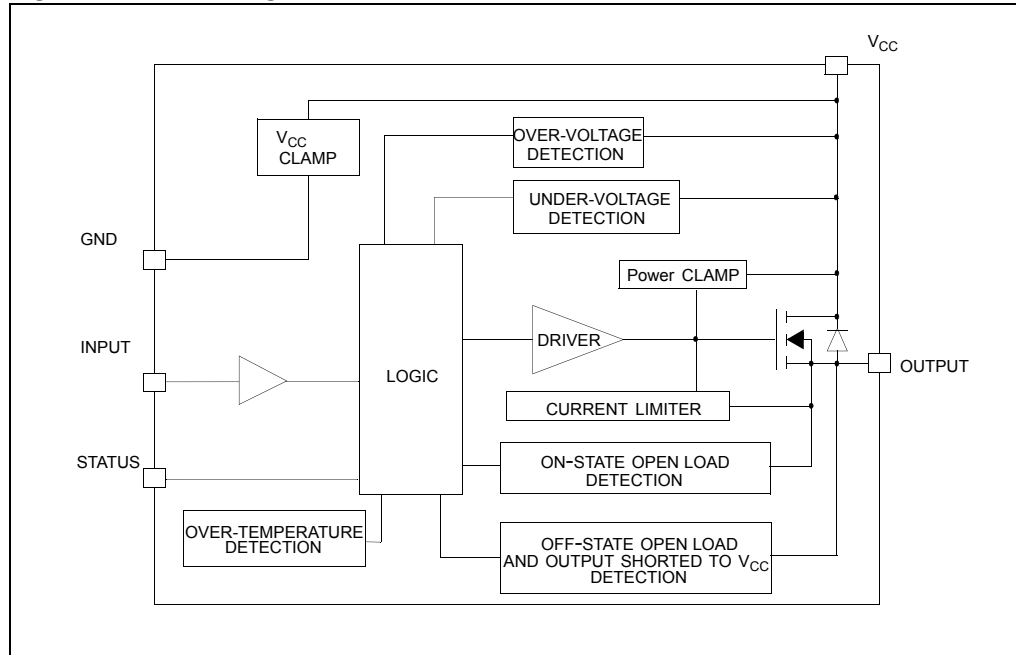 VCC
VCC
CLAMP
OVER-VOLTAGE
DETECTION
UNDER-VOLTAGE
DETECTION
GND
Power CLAMP
INPUT
DRIVER
LOGIC
OUTPUT
CURRENT LIMITER
STATUS
ON-STATE OPEN LOAD
DETECTION
OVER-TEMPERATURE
DETECTION
OFF-STATE OPEN LOAD
AND OUTPUT SHORTED TO VCC
DETECTION